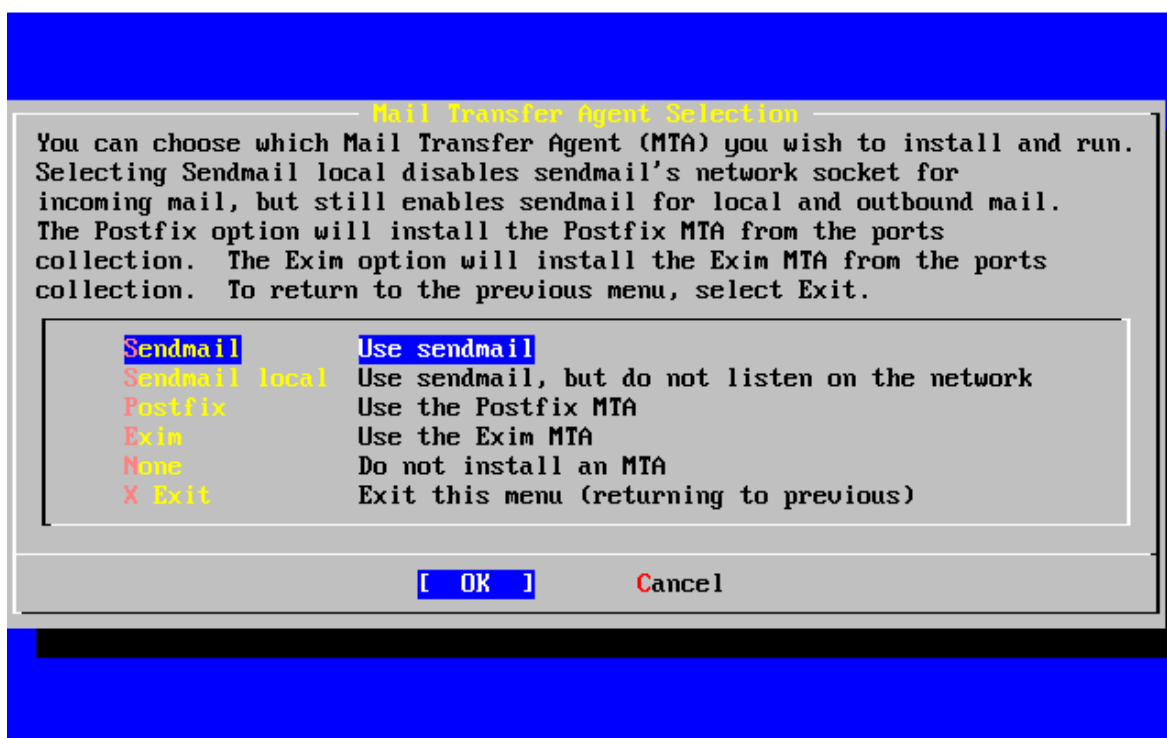 Mail Transfer Agent Selection
You can choose which Mail Transfer Agent (MTA) you wish to install and run.
Selecting Sendmail local disables sendmail's network socket for
incoming mail, but still enables sendmail for local and outbound mail.
The Postfix option will install the Postfix MTA from the ports
collection.  The Exim option will install the Exim MTA from the ports
collection.  To return to the previous menu, select Exit.
Sendmail Use sendmail
Sendmail local Use sendmail, but do not listen on the network
Postfix Use the Postfix MTA
Exim Use the Exim MTA
None Do not install an MTA
X Exit Exit this menu (returning to previous)
[ OK ] Cancel